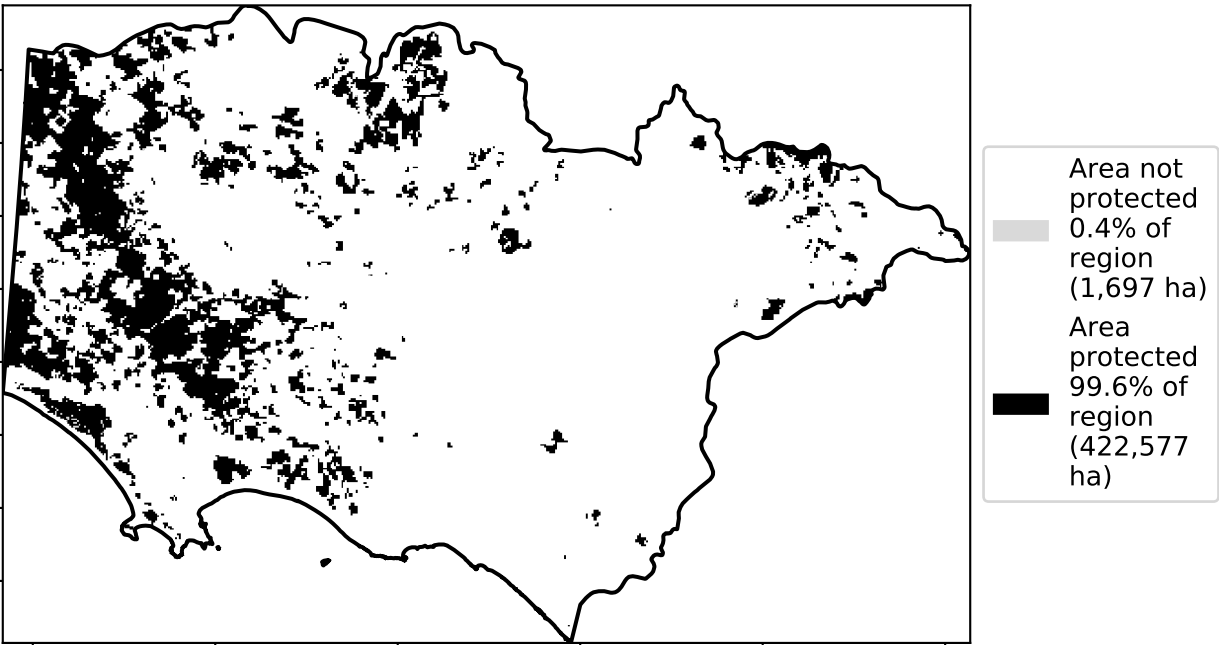 Area not
protected
0.4% of
region
(1,697 ha)
Area
protected
99.6% of
region
(422,577
ha)